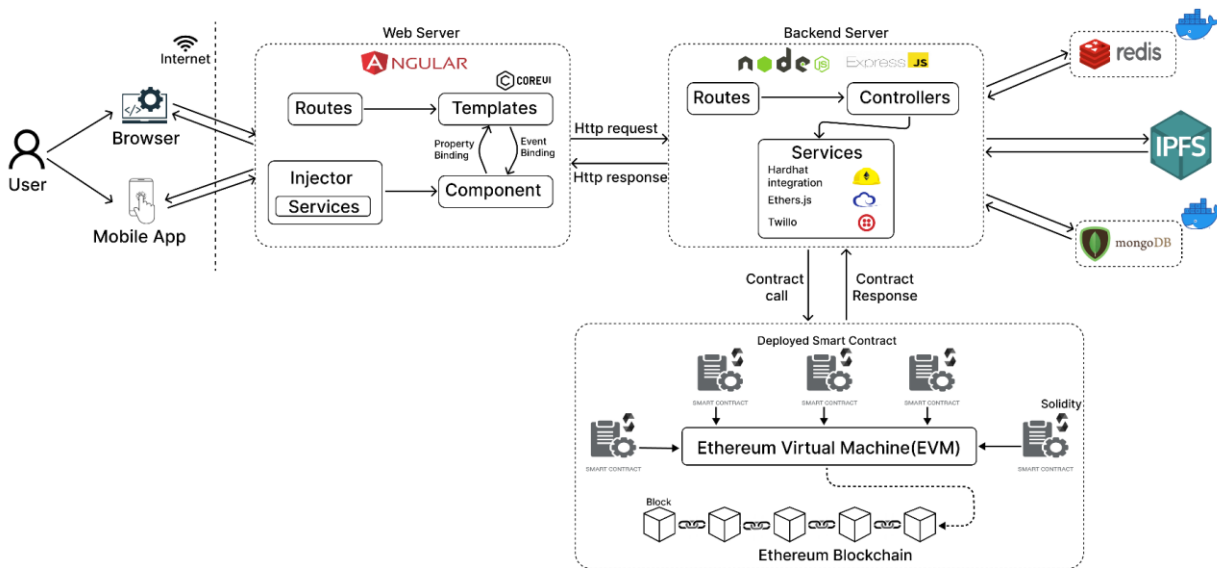 Internet
User
Browser
</>
Mobile App
Web Server
ANGULAR
COREUI
Routes
Templates
Property
Binding
Event
Binding
Injector
Services
Component
Http request
Http response
Backend Server
node
JS
Express
JS
Routes
Controllers
Services
Hardhat
integration
Ethers.js
Twillo
redis
IPFS
mongoDB
Contract
call
Contract
Response
Deployed Smart Contract
SMART CONTRACT
SMART CONTRACT
SMART CONTRACT
Solidity
SMART CONTRACT
SMART CONTRACT
Ethereum Virtual Machine(EVM)
Block
Ethereum Blockchain